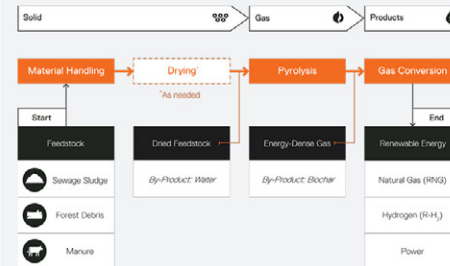 Solid
Gas
Products
Material Handling
Drying*
Pyrolysis
Gas Conversion
*As needed
Start
End
Feedstock
Dried Feedstock
Energy-Dense Gas
Renewable Energy
Sewage Sludge
By-Product: Water
By-Product: Biochar
Natural Gas (RNG)
Forest Debris
Hydrogen (R-H₂)
Manure
Power